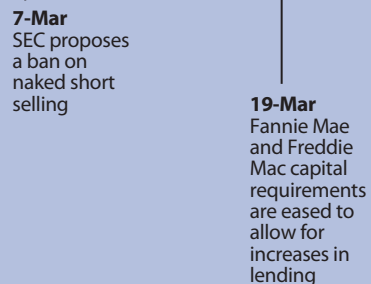 7-Mar
SEC proposes
a ban on
naked short
selling
19-Mar
Fannie Mae
and Freddie
Mac capital
requirements
are eased to
allow for
increases in
lending